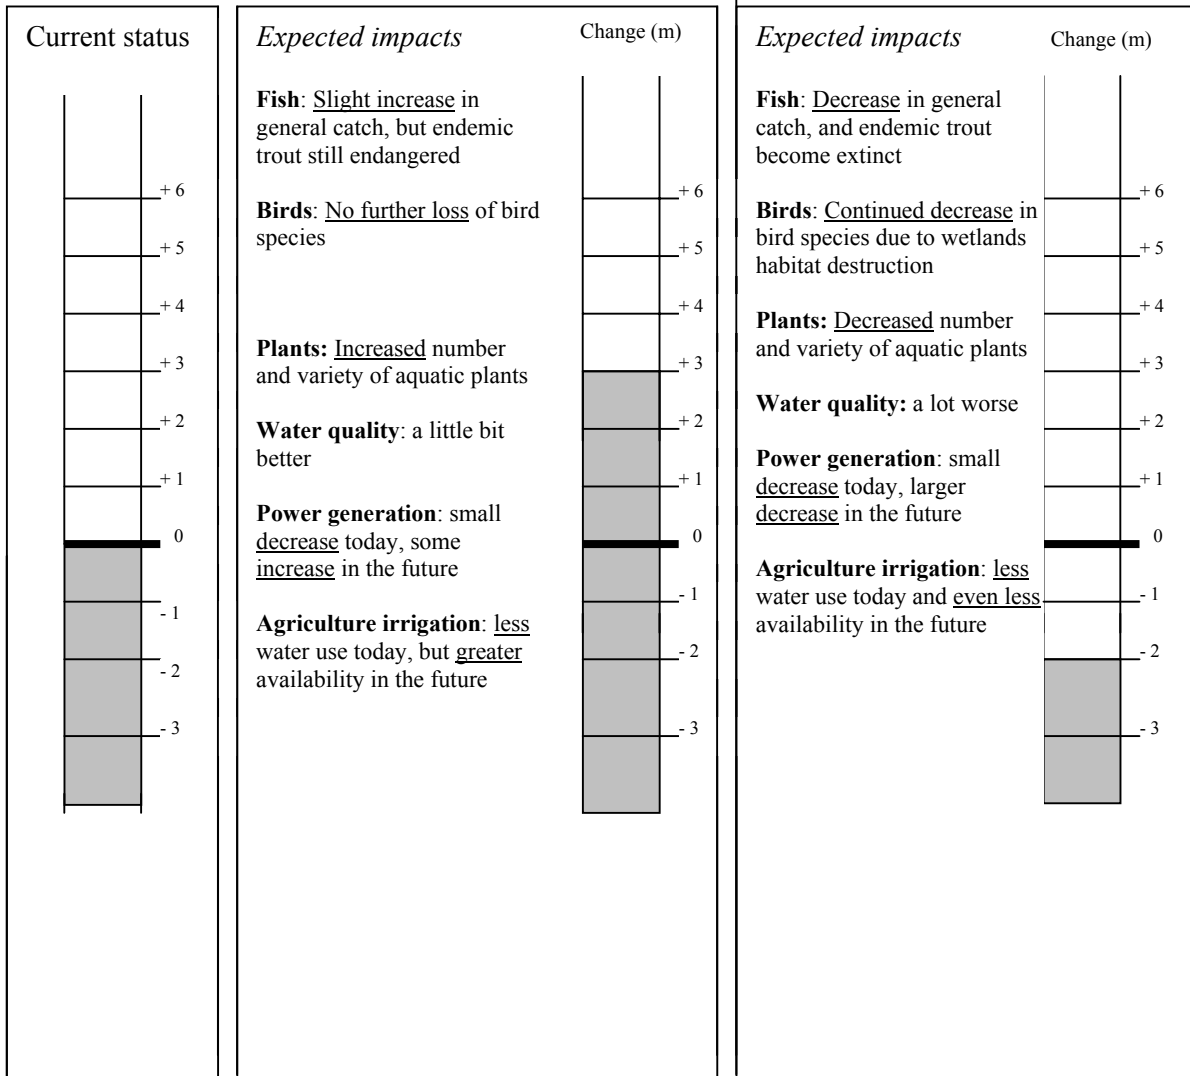 Current status
+ 6
+ 5
+ 4
+ 3
+ 2
+ 1
0
- 1
- 2
- 3
Expected impacts
Change (m)
Fish: Slight increase in
general catch, but endemic
trout still endangered
Birds: No further loss of bird
species
Plants: Increased number
and variety of aquatic plants
Water quality: a little bit
better
Power generation: small
decrease today, some
increase in the future
Agriculture irrigation: less
water use today, but greater
availability in the future
+ 6
+ 5
+ 4
+ 3
+ 2
+ 1
0
- 1
- 2
- 3
Expected impacts
Change (m)
Fish: Decrease in general
catch, and endemic trout
become extinct
Birds: Continued decrease in
bird species due to wetlands
habitat destruction
Plants: Decreased number
and variety of aquatic plants
Water quality: a lot worse
Power generation: small
decrease today, larger
decrease in the future
Agriculture irrigation: less
water use today and even less
availability in the future
+ 6
+ 5
+ 4
+ 3
+ 2
+ 1
0
- 1
- 2
- 3